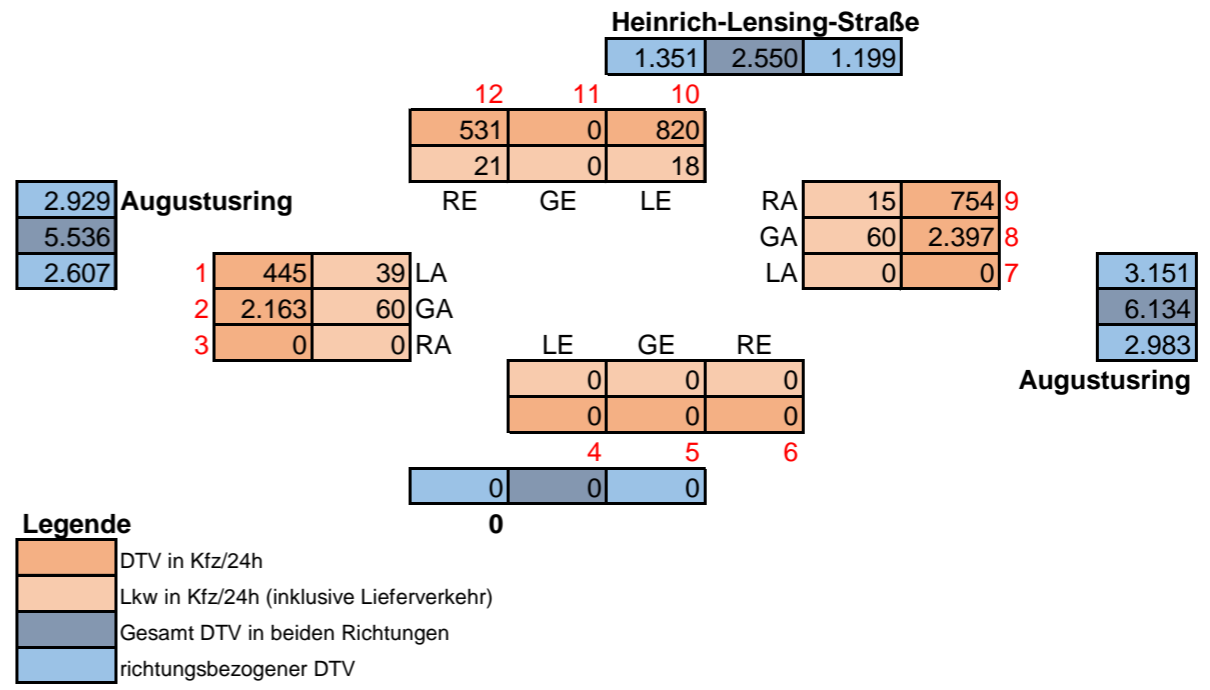 Heinrich-Lensing-Straße
1.351 2.550 1.199
12 11 10
531 0 820
21 0 18
2.929 Augustusring RE GE LE RA 15 754 9
5.536 GA 60 2.397 8
2.607 1 445 39 LA LA 0 0 7 3.151
2 2.163 60 GA 6.134
3 0 0 RA LE GE RE 2.983
0 0 0 Augustusring
0 0 0
4 5 6
0 0 0
Legende 0
DTV in Kfz/24h
Lkw in Kfz/24h (inklusive Lieferverkehr)
Gesamt DTV in beiden Richtungen
richtungsbezogener DTV